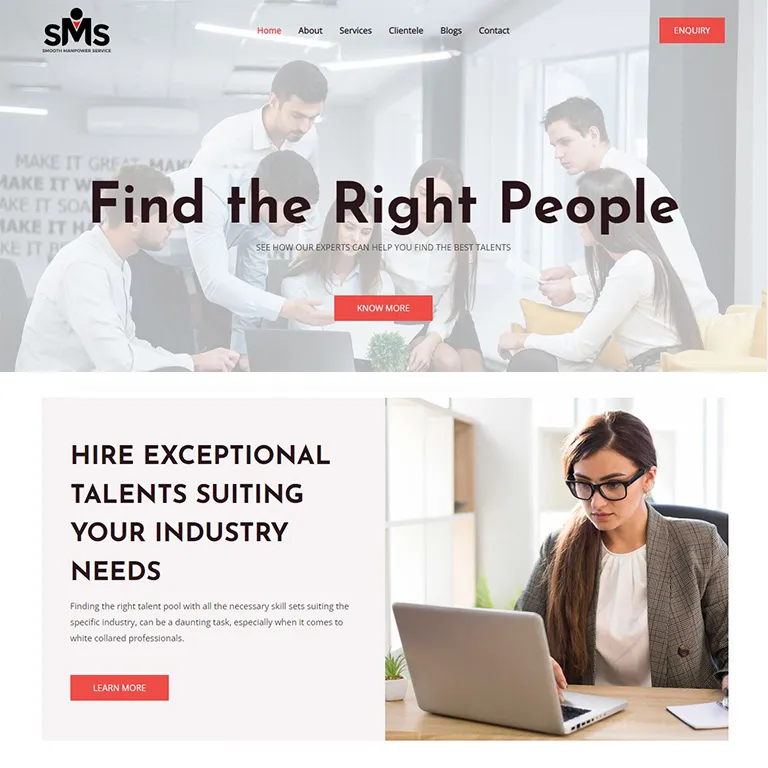 SMS
SMOOTH MANPOWER SERVICE
Home About Services Clientele Blogs Contact
ENQUIRY
MAKE IT GREAT MAKE
MAKE IT
MAKE IT SOA
MAKE IT
MAKE IT
Find the Right People
SEE HOW OUR EXPERTS CAN HELP YOU FIND THE BEST TALENTS
KNOW MORE
HIRE EXCEPTIONAL
TALENTS SUITING
YOUR INDUSTRY
NEEDS
Finding the right talent pool with all the necessary skill sets suiting the
specific industry, can be a daunting task, especially when it comes to
white collared professionals.
LEARN MORE